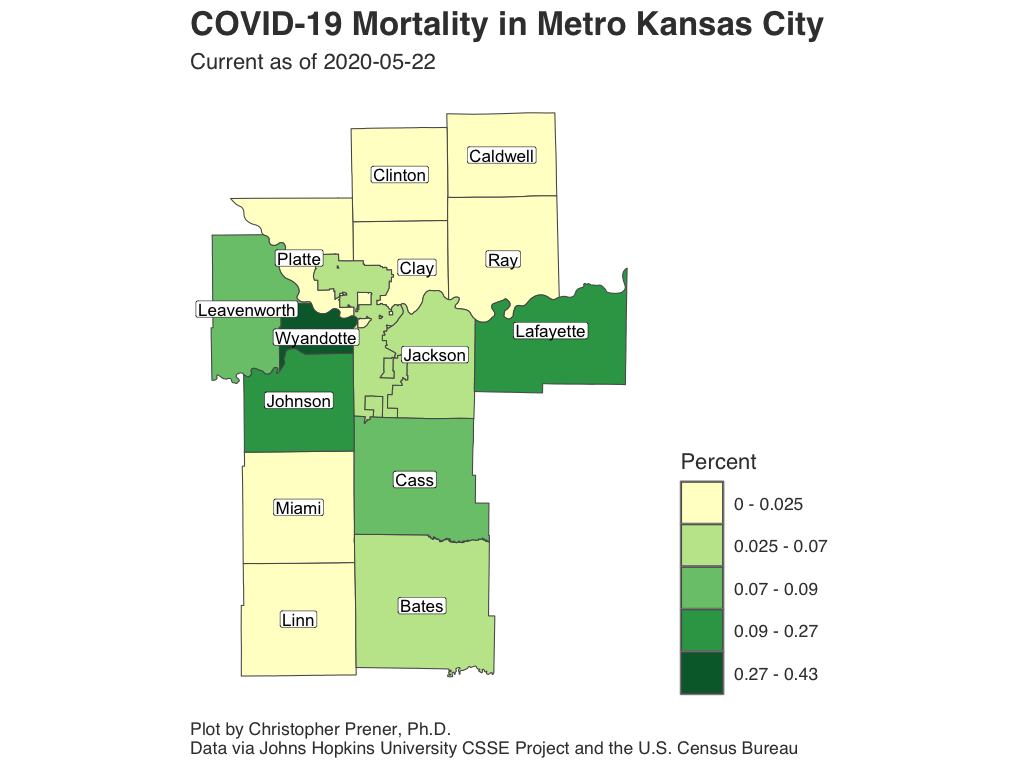 COVID-19 Mortality in Metro Kansas City
Current as of 2020-05-22
Caldwell
Clinton
Platte
Clay
Ray
Leavenworth
Wyandotte
Lafayette
Jackson
Johnson
Cass
Miami
Bates
Linn
Percent
0 - 0.025
0.025 - 0.07
0.07 - 0.09
0.09 - 0.27
0.27 - 0.43
Plot by Christopher Prener, Ph.D.
Data via Johns Hopkins University CSSE Project and the U.S. Census Bureau